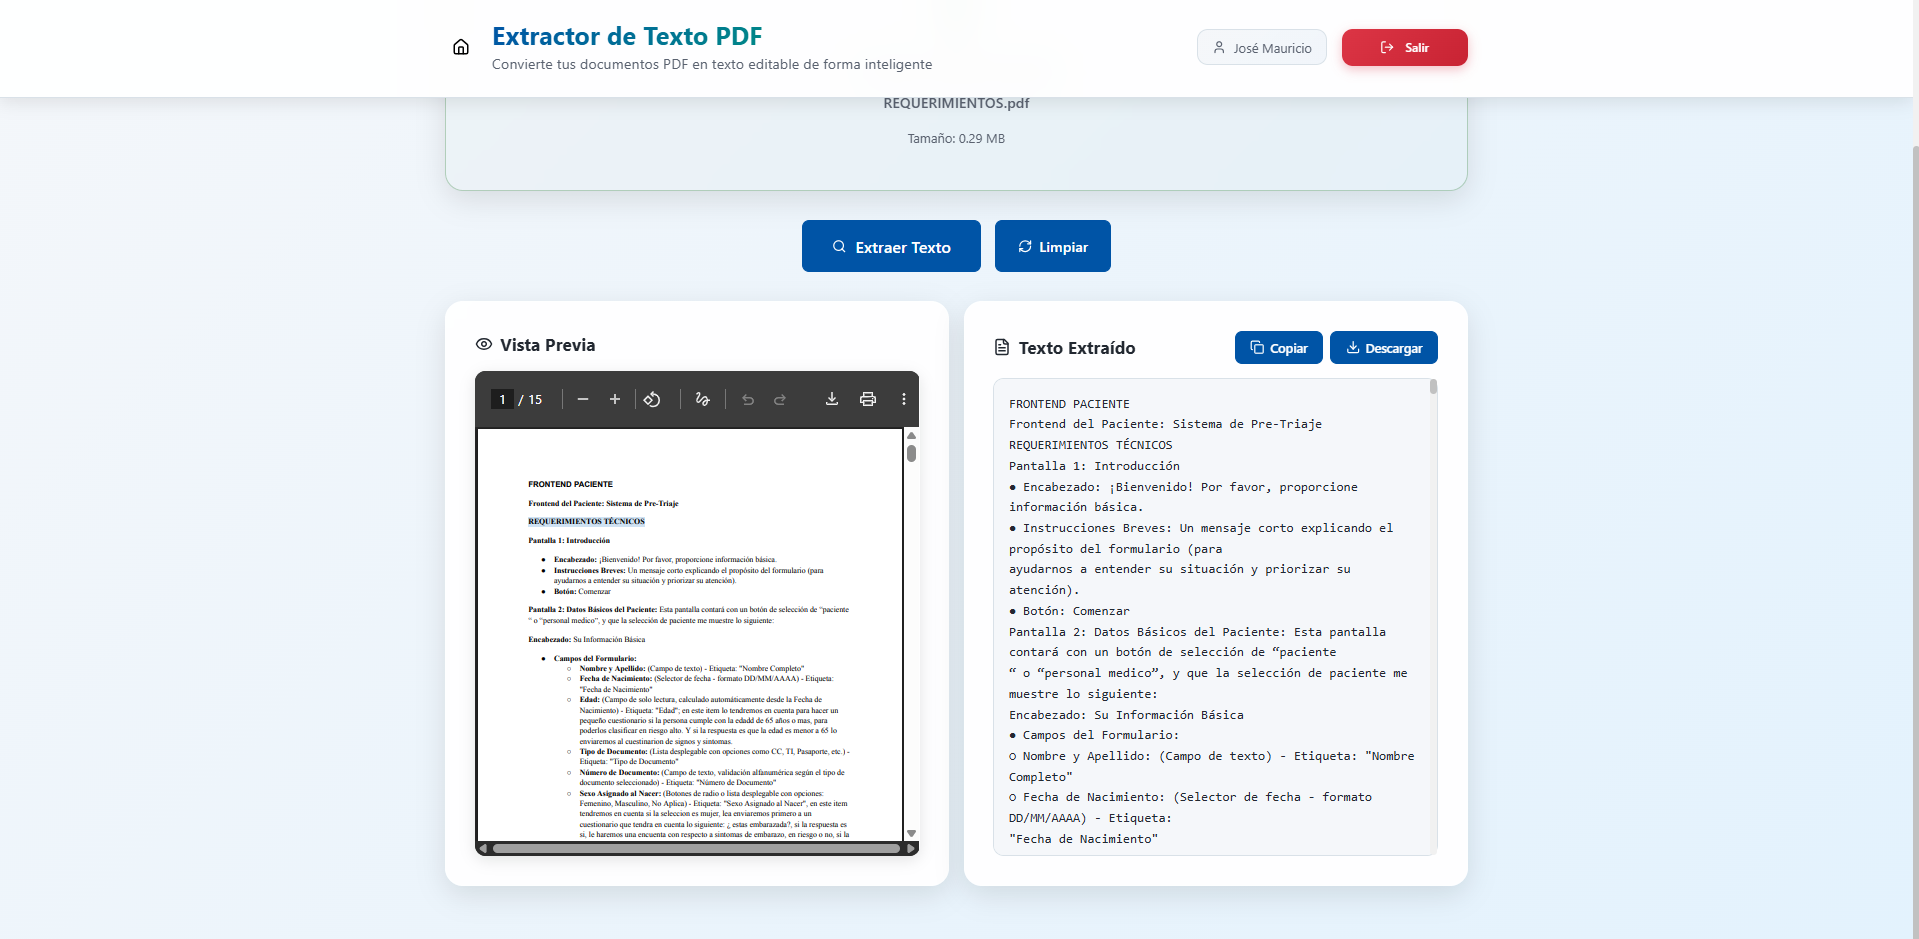 Extractor de Texto PDF
Convierte tus documentos PDF en texto editable de forma inteligente
José Mauricio
Salir
REQUERIMIENTOS.pdf
Tamaño: 0.29 MB
Extraer Texto
Limpiar
Vista Previa
1 / 15
FRONTEND PACIENTE
Frontend del Paciente: Sistema de Pre-Triaje
REQUERIMIENTOS TÉCNICOS
Pantalla 1: Introducción
● Encabezado: ¡Bienvenido! Por favor, proporcione información básica.
● Instrucciones Breves: Un mensaje corto explicando el propósito del formulario (para
ayudarnos a entender su situación y priorizar su atención).
● Botón: Comenzar
Pantalla 2: Datos Básicos del Paciente: Esta pantalla contará con un botón de selección de “paciente
“ o “personal medico”, y que la selección de paciente me muestre lo siguiente:
Encabezado: Su Información Básica
● Campos del Formulario:
○ Nombre y Apellido: (Campo de texto) - Etiqueta: "Nombre Completo"
○ Fecha de Nacimiento: (Selector de fecha - formato DD/MM/AAAA) - Etiqueta:
"Fecha de Nacimiento"
○ Edad: (Campo de solo lectura, calculado automáticamente desde la Fecha de
Nacimiento) - Etiqueta: "Edad"; en este item lo tendremos en cuenta para hacer un
pequeño cuestionario si la persona cumple con la edadd de 65 años o mas, para
poderlos clasificar en riesgo alto. Y si la respuesta es que la edad es menor a 65 lo
enviaremos al cuestinarion de signos y sintomas.
○ Tipo de Documento: (Lista desplegable con opciones como CC, TI, Pasaporte, etc.) -
Etiqueta: "Tipo de Documento"
○ Número de Documento: (Campo de texto, validación alfanumérica según el tipo de
documento seleccionado) - Etiqueta: "Número de Documento"
○ Sexo Asignado al Nacer: (Botones de radio o lista desplegable con opciones:
Femenino, Masculino, No Aplica) - Etiqueta: "Sexo Asignado al Nacer", en este item
tendremos en cuenta si la seleccion es mujer, lea enviaremos primero a un
cuestionario que tendra en cuenta lo siguiente: ¿ estas embarazada?, si la respuesta es
si, le haremos una encuenta con respecto a sintomas de embarazo, en riesgo o no, si la
Texto Extraído
Copiar
Descargar
FRONTEND PACIENTE
Frontend del Paciente: Sistema de Pre-Triaje
REQUERIMIENTOS TÉCNICOS
Pantalla 1: Introducción
● Encabezado: ¡Bienvenido! Por favor, proporcione
información básica.
● Instrucciones Breves: Un mensaje corto explicando el
propósito del formulario (para
ayudarnos a entender su situación y priorizar su
atención).
● Botón: Comenzar
Pantalla 2: Datos Básicos del Paciente: Esta pantalla
contará con un botón de selección de “paciente
“ o “personal medico”, y que la selección de paciente me
muestre lo siguiente:
Encabezado: Su Información Básica
● Campos del Formulario:
○ Nombre y Apellido: (Campo de texto) - Etiqueta: "Nombre
Completo"
○ Fecha de Nacimiento: (Selector de fecha - formato
DD/MM/AAAA) - Etiqueta:
"Fecha de Nacimiento"